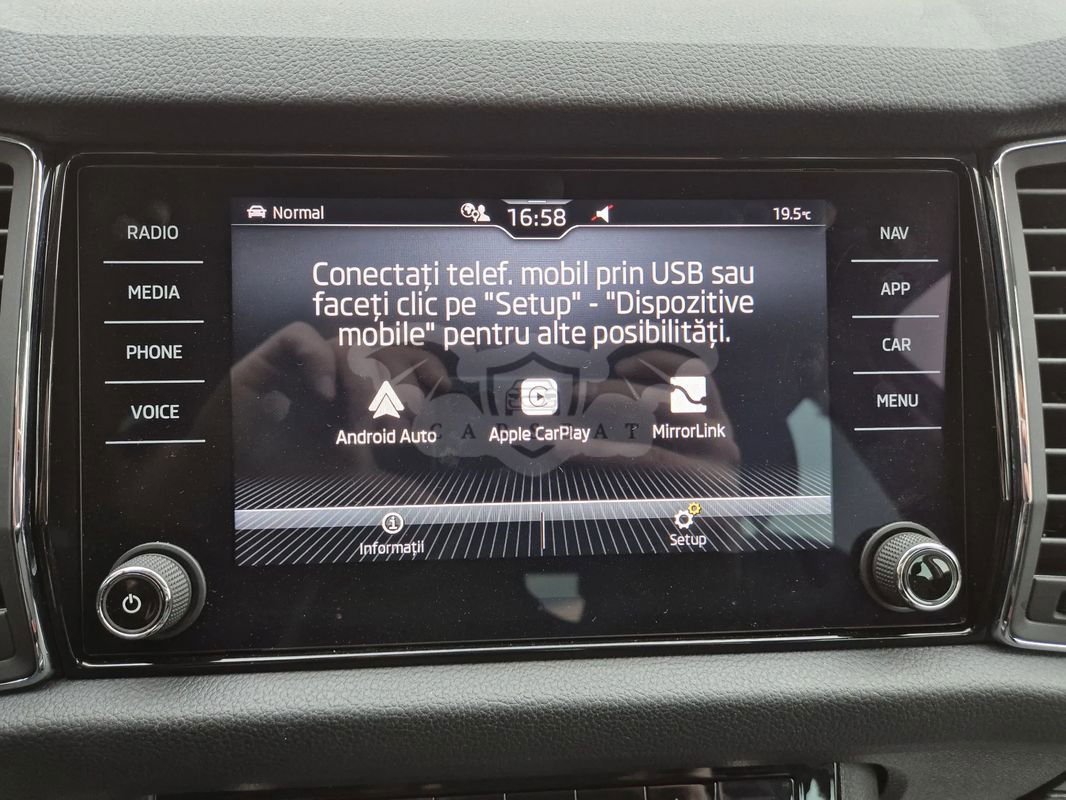 Normal
16:58
19.5°C
RADIO
MEDIA
PHONE
VOICE
NAV
APP
CAR
MENU
Conectați telef. mobil prin USB sau
faceți clic pe "Setup" - "Dispozitive
mobile" pentru alte posibilități.
Android Auto
Apple CarPlay
MirrorLink
CARSPAT
Informații
Setup